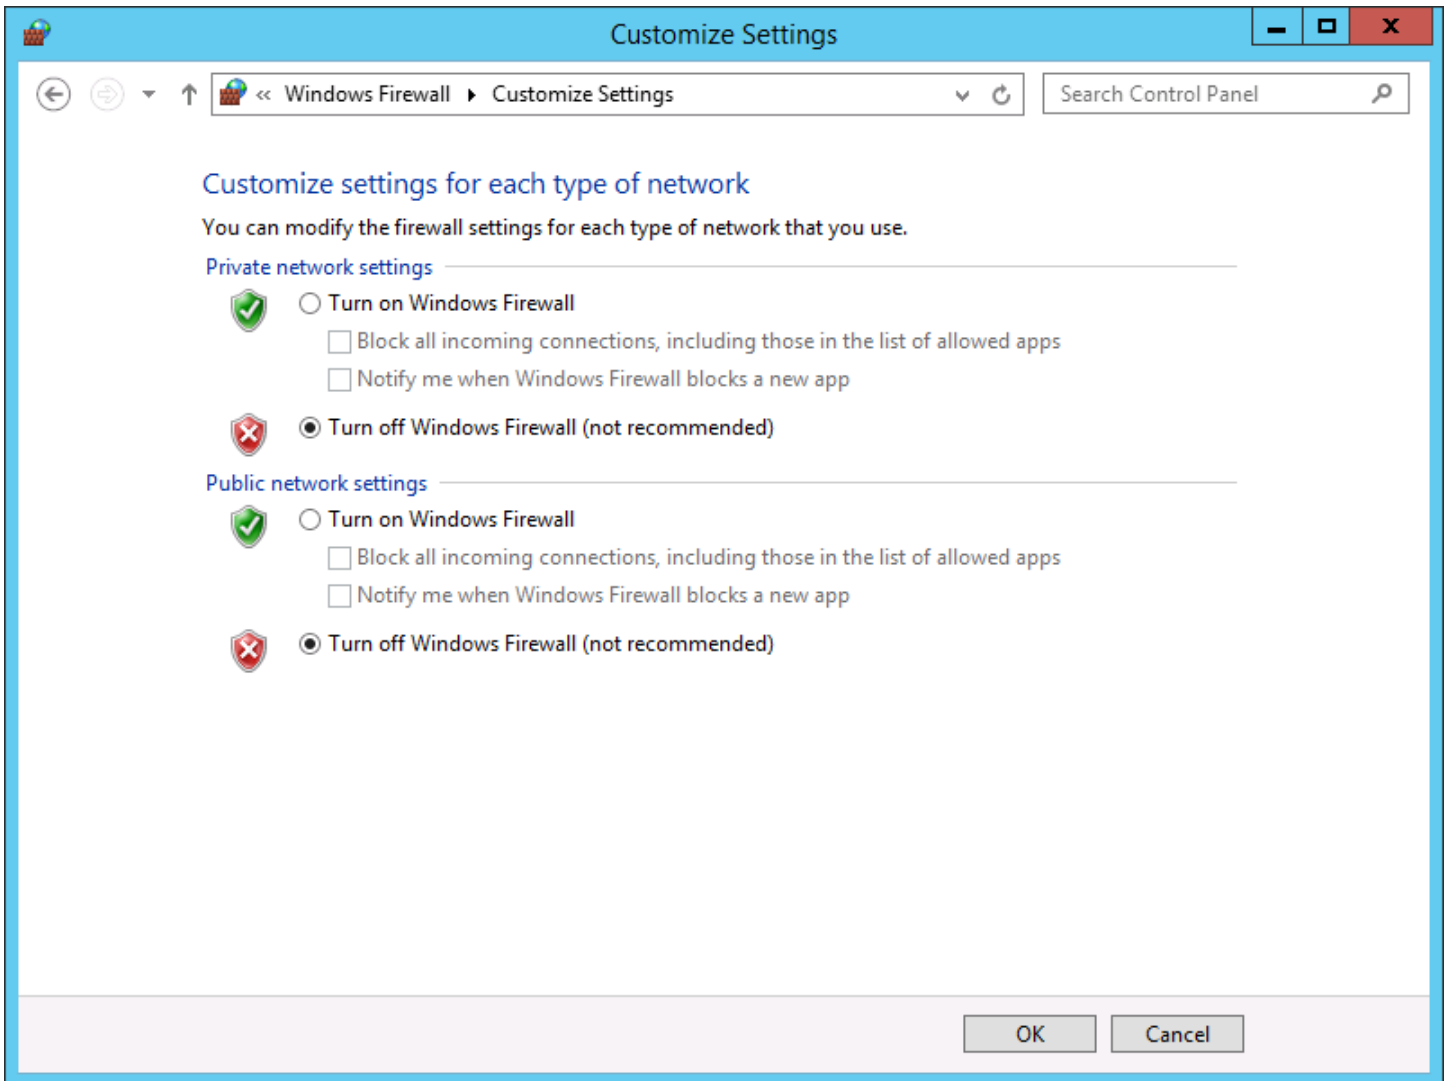 Customize Settings
« Windows Firewall Customize Settings
Search Control Panel
Customize settings for each type of network
You can modify the firewall settings for each type of network that you use.
Private network settings
Turn on Windows Firewall
Block all incoming connections, including those in the list of allowed apps
Notify me when Windows Firewall blocks a new app
Turn off Windows Firewall (not recommended)
Public network settings
Turn on Windows Firewall
Block all incoming connections, including those in the list of allowed apps
Notify me when Windows Firewall blocks a new app
Turn off Windows Firewall (not recommended)
OK Cancel